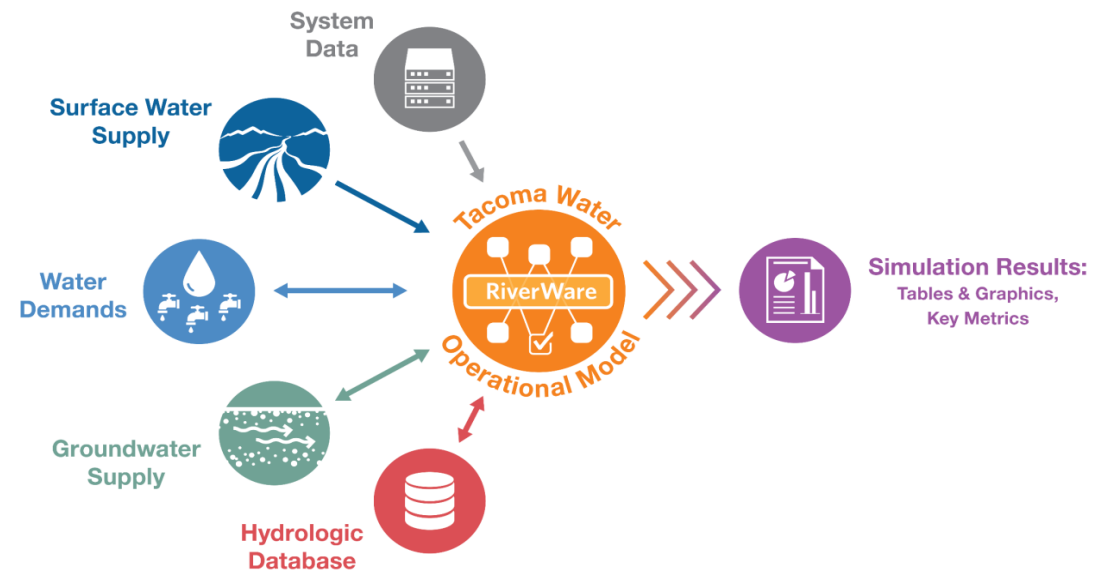 System
Data
Surface Water
Supply
Tacoma Water
Water
Demands
RiverWare
Simulation Results:
Tables & Graphics,
Key Metrics
Operational Model
Groundwater
Supply
Hydrologic
Database